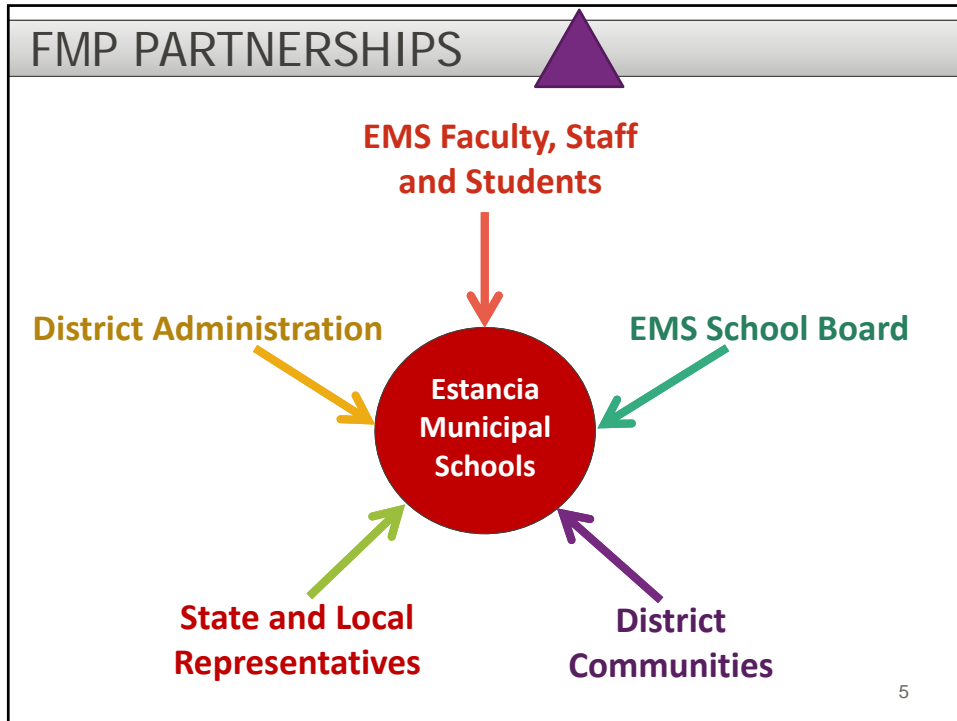 FMP PARTNERSHIPS
EMS Faculty, Staff
and Students
District Administration
EMS School Board
Estancia
Municipal
Schools
State and Local
Representatives
District
Communities
5